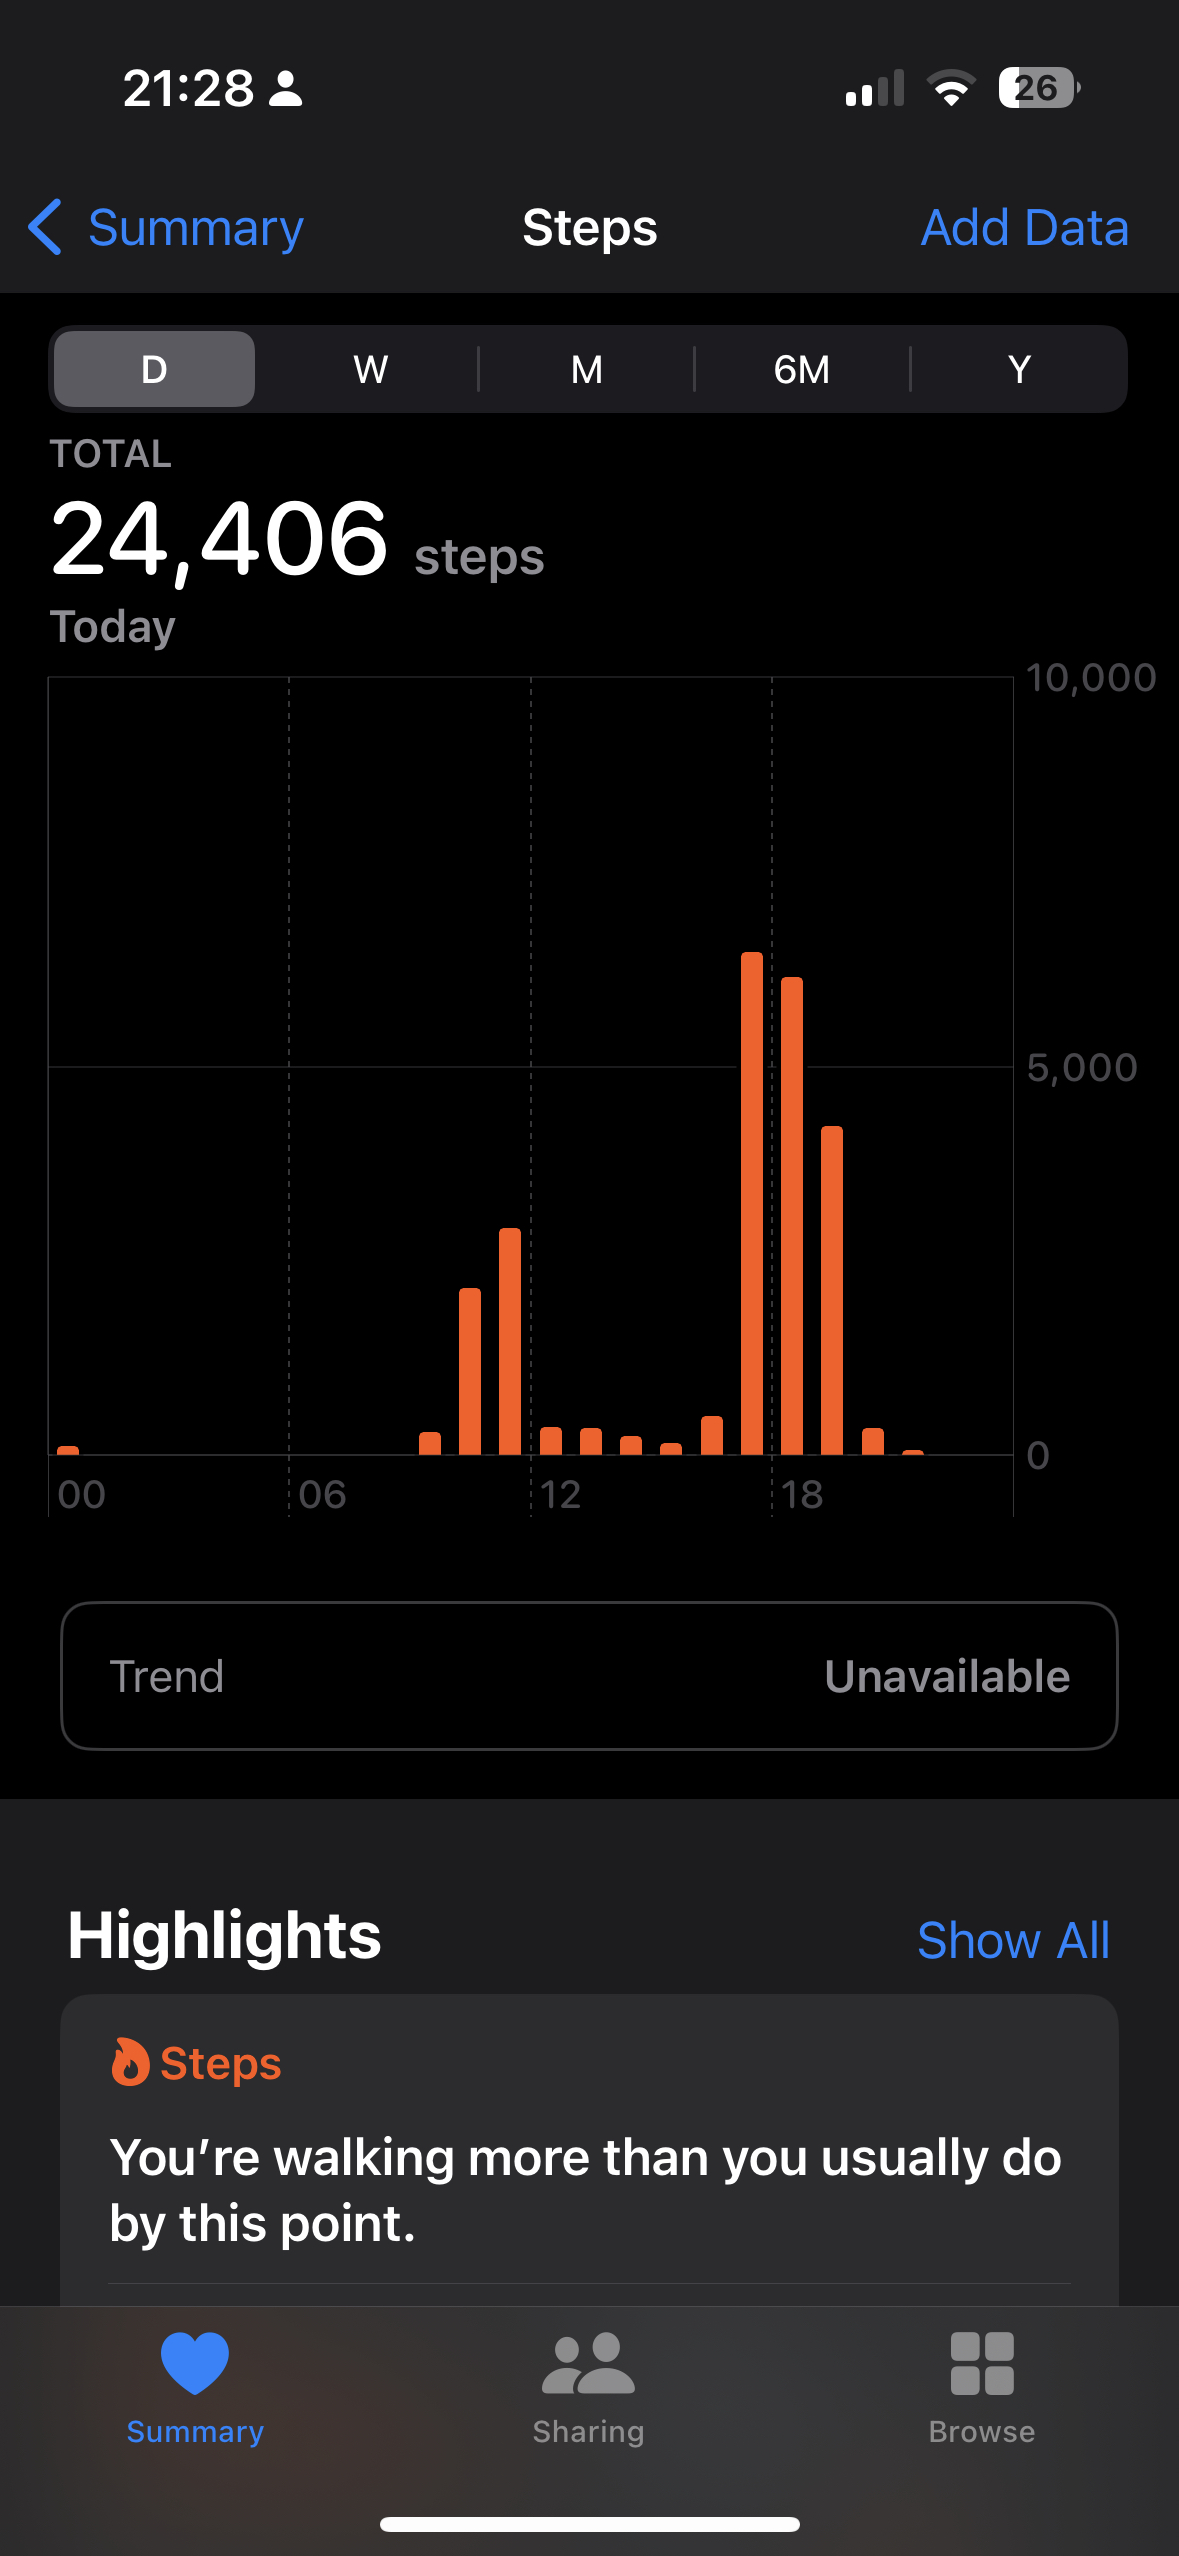 21:28
26
Summary
Steps
Add Data
D W M 6M Y
TOTAL
24,406 steps
Today
10,000
5,000
0
00 06 12 18
Trend
Unavailable
Highlights
Show All
Steps
You’re walking more than you usually do
by this point.
Summary
Sharing
Browse